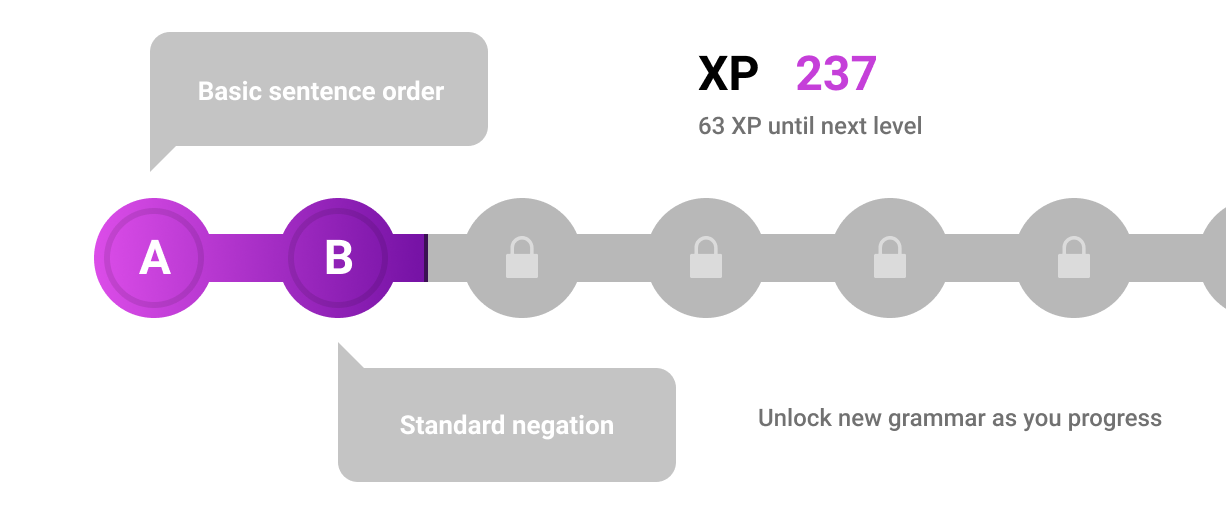 Basic sentence order
XP 237
63 XP until next level
A
B
Standard negation
Unlock new grammar as you progress